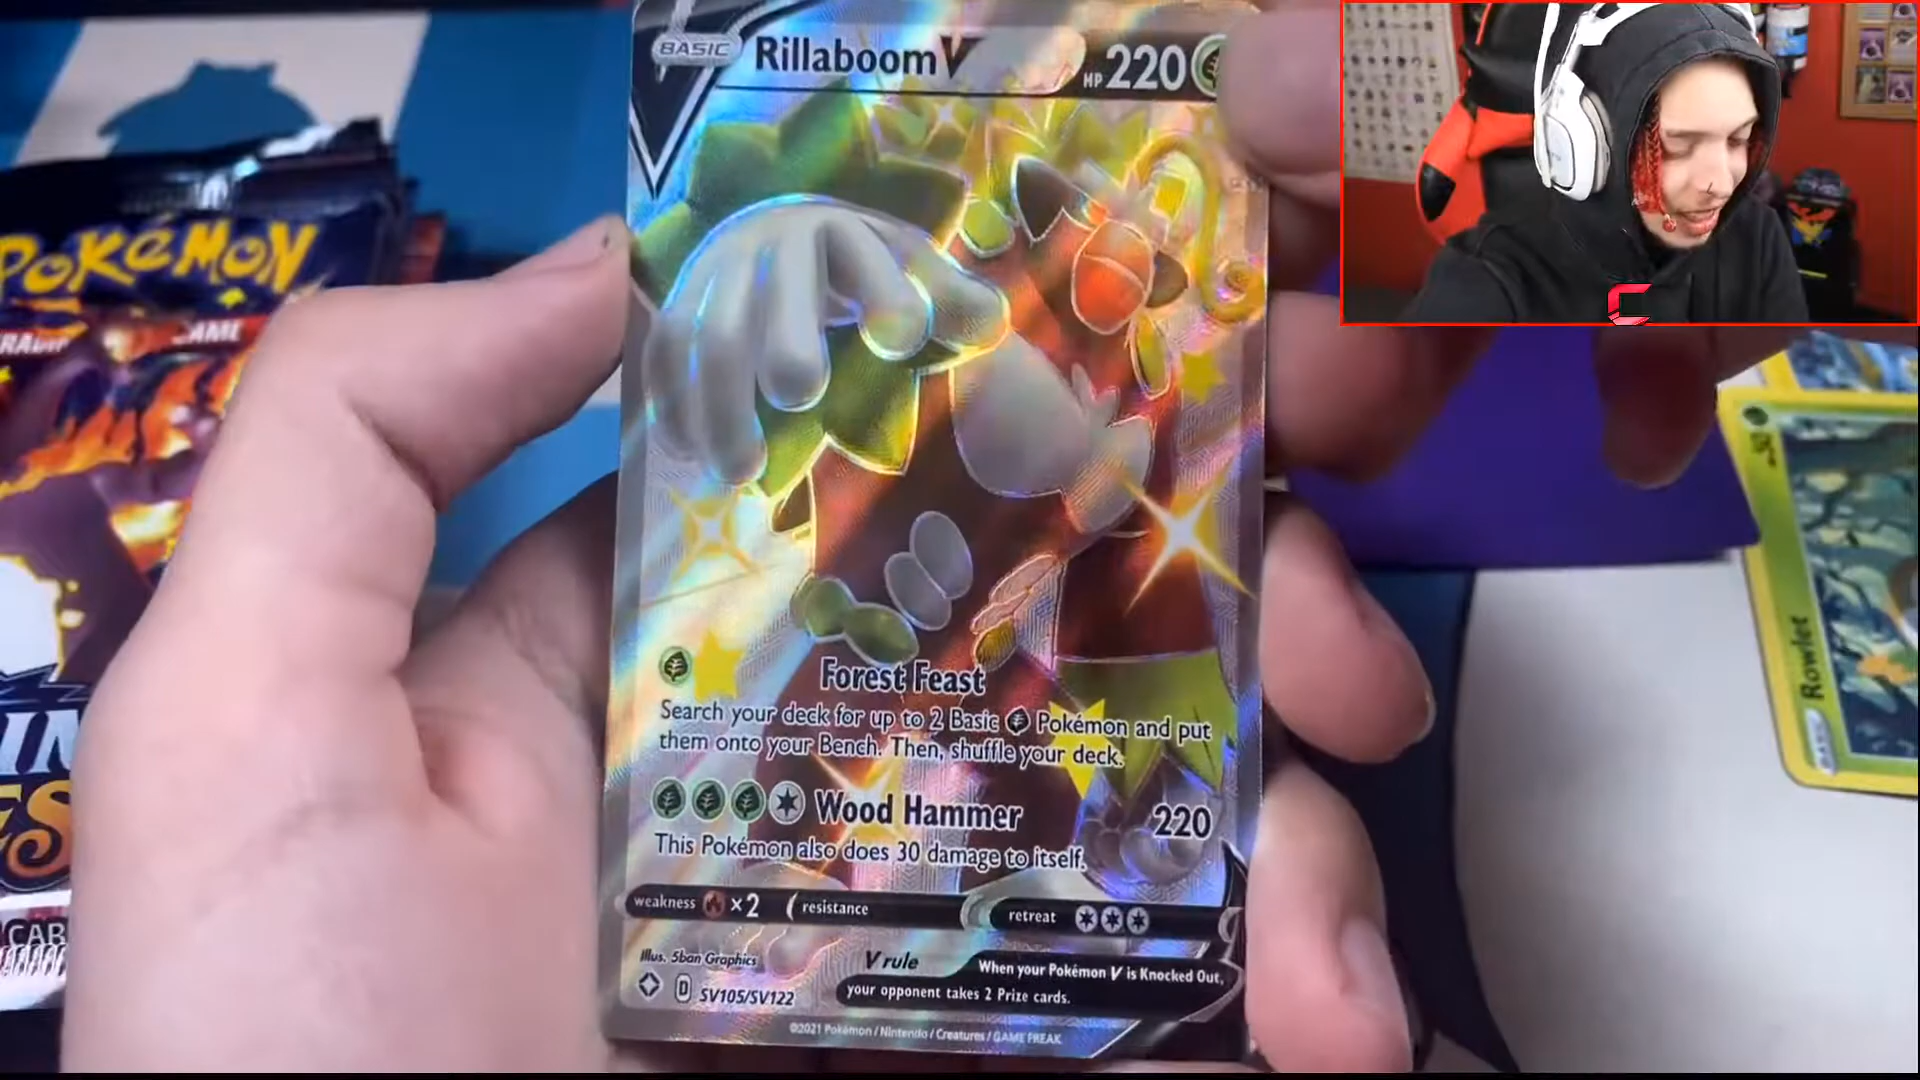 BASIC
Rillaboom V
HP 220
POKéMON
GAME
Forest Feast
Search your deck for up to 2 Basic Pokémon and put
them onto your Bench. Then, shuffle your deck.
Wood Hammer 220
This Pokémon also does 30 damage to itself.
weakness ×2 resistance retreat
Illus. 5ban Graphics
D SV105/SV122
V rule When your Pokémon V is Knocked Out,
your opponent takes 2 Prize cards.
©2021 Pokémon / Nintendo / Creatures / GAME FREAK
Rowlet
BASIC
C